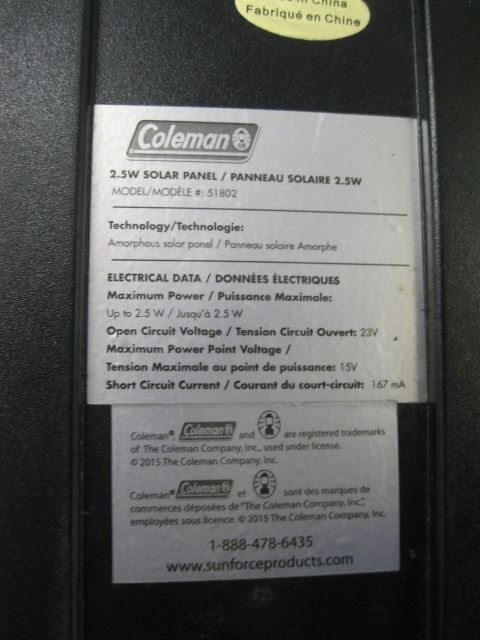 in China
Fabriqué en Chine
Coleman
2.5W SOLAR PANEL / PANNEAU SOLAIRE 2.5W
MODEL/MODÈLE #: 51802
Technology/Technologie:
Amorphous solar panel / Panneau solaire Amorphe
ELECTRICAL DATA / DONNÉES ÉLECTRIQUES
Maximum Power / Puissance Maximale:
Up to 2.5 W / Jusqu'à 2.5 W
Open Circuit Voltage / Tension Circuit Ouvert: 23V
Maximum Power Point Voltage /
Tension Maximale au point de puissance: 15V
Short Circuit Current / Courant du court-circuit: 167 mA
Coleman®, Coleman and are registered trademarks
of The Coleman Company, Inc., used under license.
© 2015 The Coleman Company, Inc.
Coleman® Coleman et sont des marques de
commerces déposées de "The Coleman Company, Inc.",
employées sous licence. © 2015 The Coleman Company, Inc.
1-888-478-6435
www.sunforceproducts.com